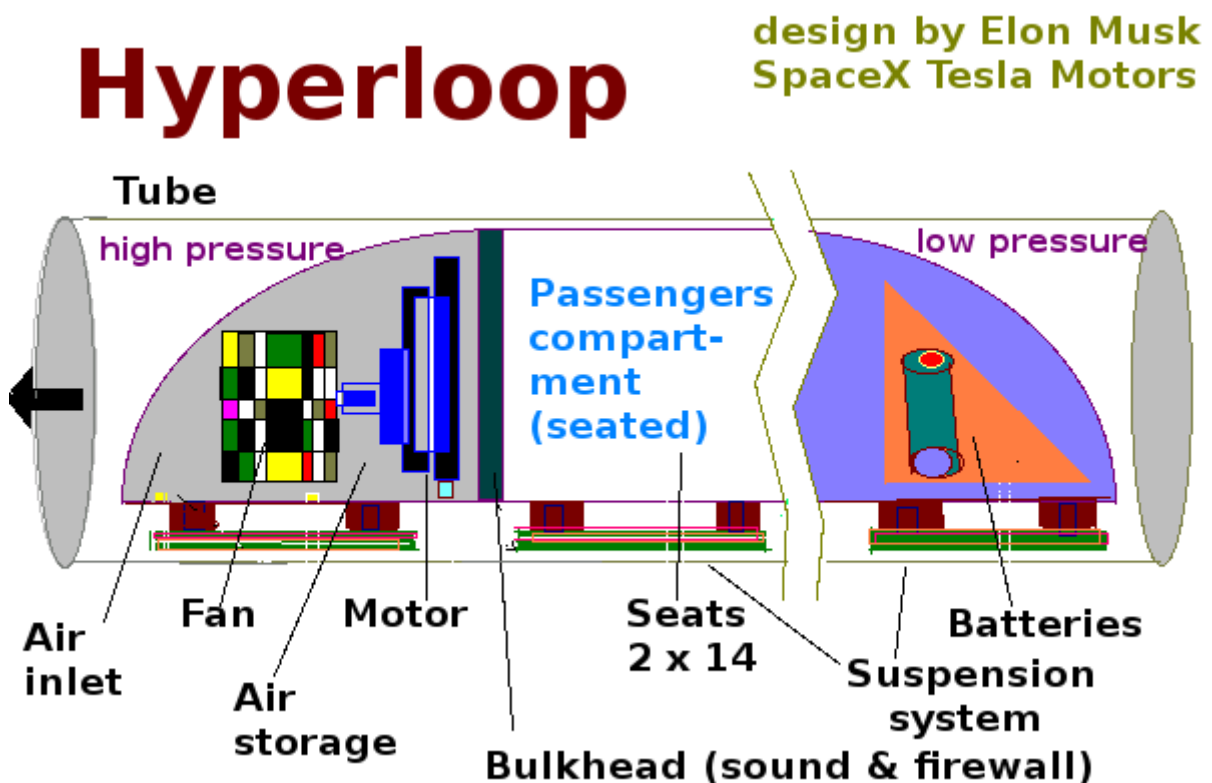 Hyperloop
design by Elon Musk
SpaceX Tesla Motors
Tube
high pressure
low pressure
Passengers
compart-
ment
(seated)
Air
inlet
Fan
Air
storage
Motor
Bulkhead (sound & firewall)
Seats
2 x 14
Suspension
system
Batteries